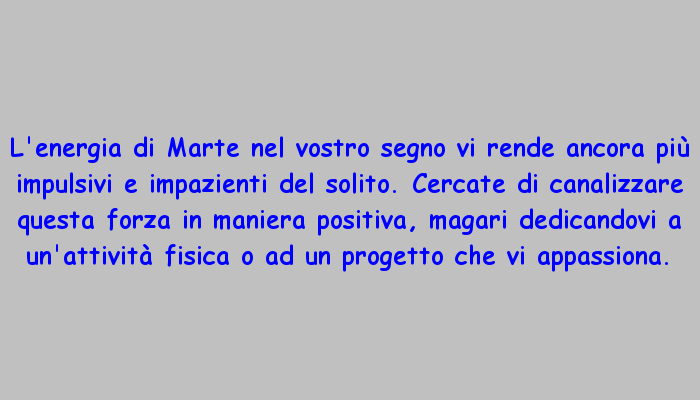 L'energia di Marte nel vostro segno vi rende ancora più
impulsivi e impazienti del solito. Cercate di canalizzare
questa forza in maniera positiva, magari dedicandovi a
un'attività fisica o ad un progetto che vi appassiona.